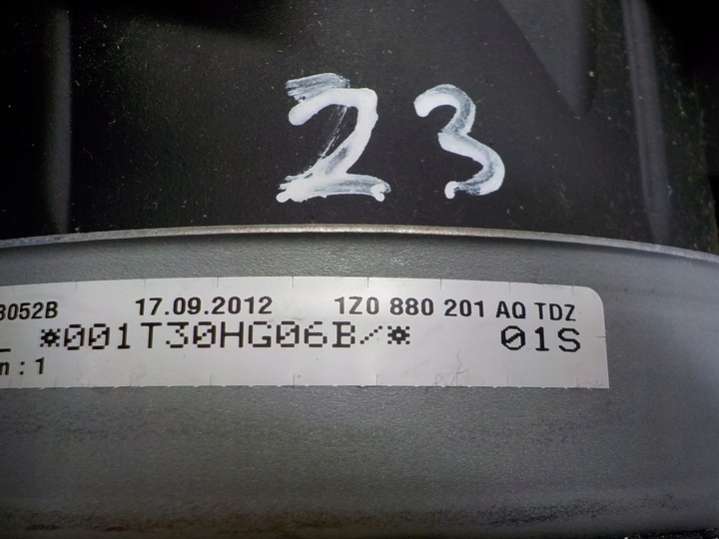 23
3052B 17.09.2012 1Z0 880 201 AQ TDZ
*001T30HG06B/* 01S
n : 1